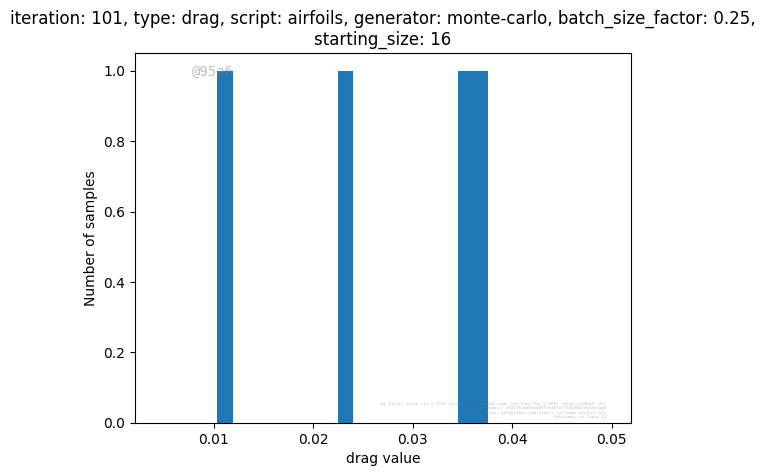 iteration: 101, type: drag, script: airfoils, generator: monte-carlo, batch_size_factor: 0.25,
starting_size: 16
@95a6
1.0
0.8
0.6
0.4
0.2
0.0
Number of samples
0.01 0.02 0.03 0.04 0.05
drag value